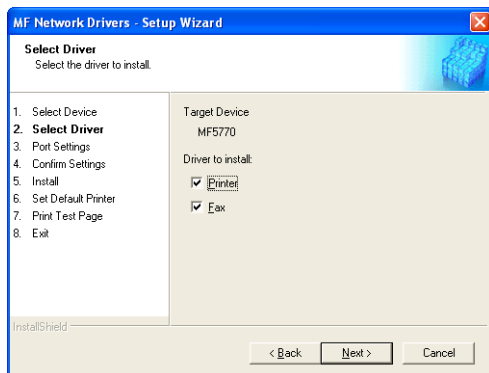 MF Network Drivers - Setup Wizard
Select Driver
Select the driver to install.
1. Select Device
2. Select Driver
3. Port Settings
4. Confirm Settings
5. Install
6. Set Default Printer
7. Print Test Page
8. Exit
Target Device
MF5770
Driver to install:
Printer
Fax
InstallShield
< Back
Next >
Cancel